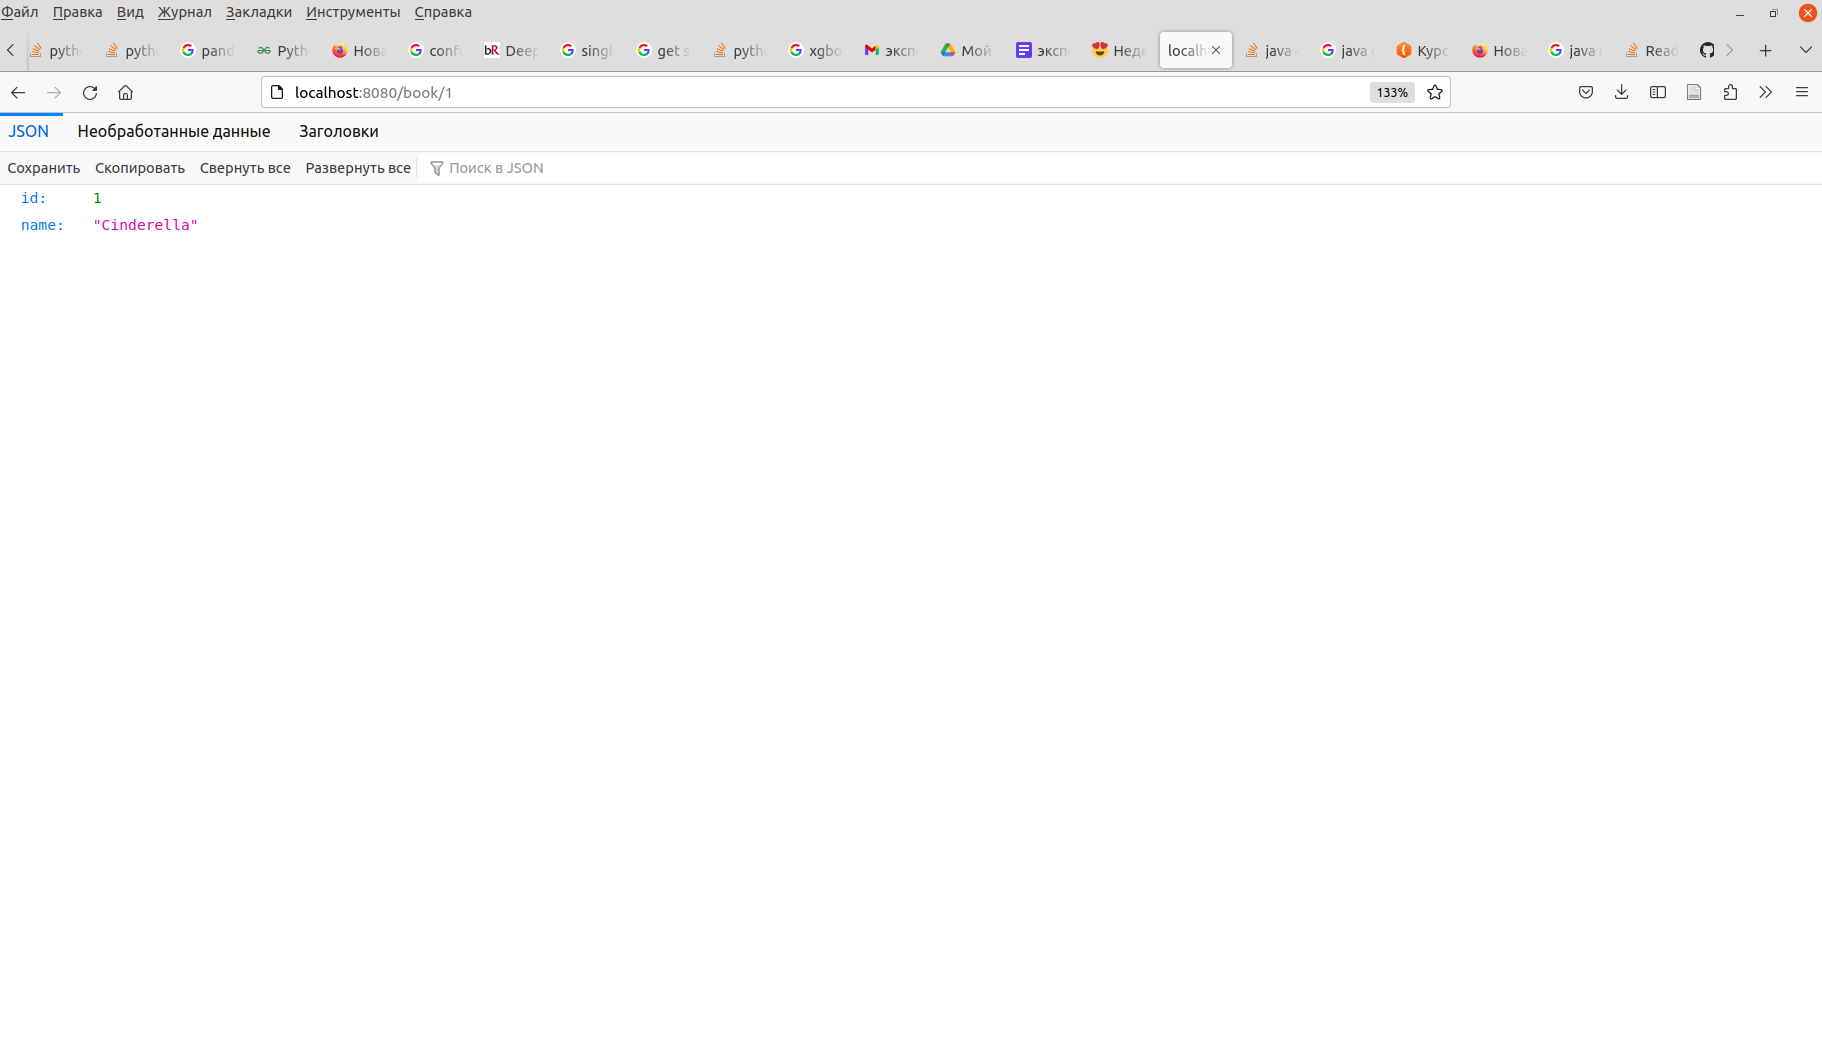 Файл Правка Вид Журнал Закладки Инструменты Справка
pyth pyth pand Pyth Нова conf bR Deep singl get s pyth xgbo эксп Мой эксп Неде localh java java Курс Нова java Read
localhost:8080/book/1 133%
JSON Необработанные данные Заголовки
Сохранить Скопировать Свернуть все Развернуть все Поиск в JSON
id: 1
name: "Cinderella"